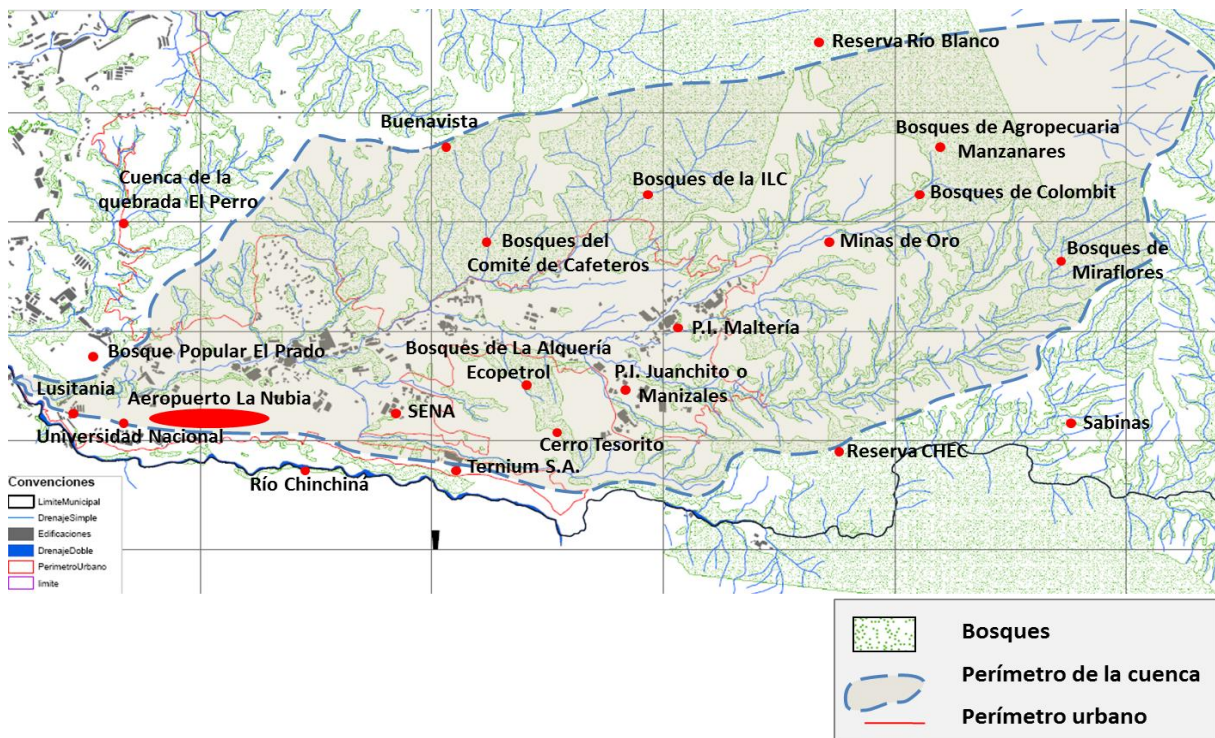 Reserva Río Blanco
Buenavista
Bosques de Agropecuaria
Manzanares
Cuenca de la
quebrada El Perro
Bosques de la ILC
Bosques de Colombit
Bosques del
Comité de Cafeteros
Minas de Oro
Bosques de
Miraflores
P.I. Maltería
Bosque Popular El Prado
Bosques de La Alquería
Ecopetrol
P.I. Juanchito o
Manizales
Lusitania
Aeropuerto La Nubia
SENA
Universidad Nacional
Cerro Tesorito
Sabinas
Reserva CHEC
Río Chinchiná
Ternium S.A.
Convenciones
LimiteMunicipal
DrenajeSimple
Edificaciones
DrenajeDoble
PerimetroUrbano
limite
Bosques
Perímetro de la cuenca
Perímetro urbano